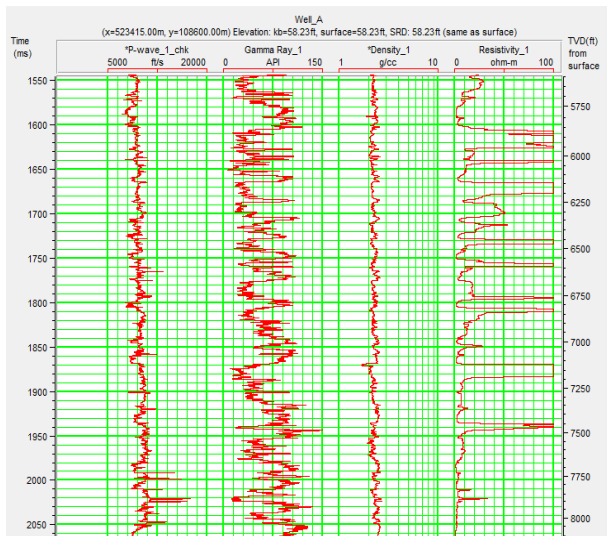 Well_A
(x=523415.00m, y=108600.00m) Elevation: kb=58.23ft, surface=58.23ft, SRD: 58.23ft (same as surface)
Time
(ms)
*P-wave_1_chk
5000 ft/s 20000
Gamma Ray_1
0 API 150
*Density_1
1 g/cc 10
Resistivity_1
0 ohm-m 100
TVD(ft)
from
surface
1550
1600
1650
1700
1750
1800
1850
1900
1950
2000
2050
5750
6000
6250
6500
6750
7000
7250
7500
7750
8000